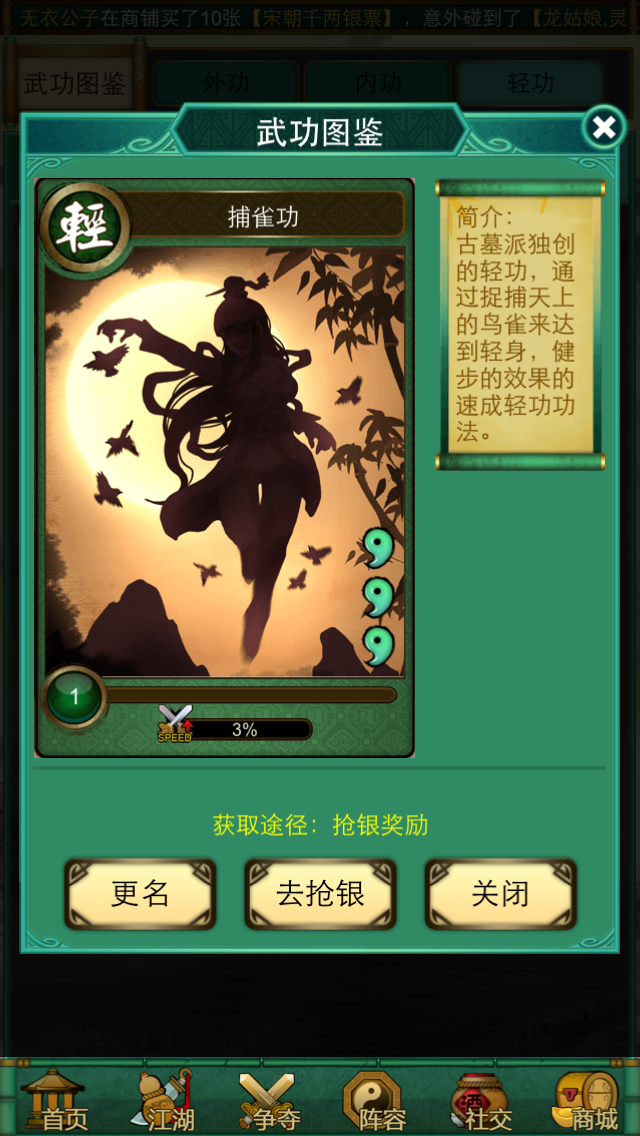 无衣公子在商铺买了10张【宋朝千两银票】，意外碰到了【龙姑娘,灵
武功图鉴 外功 内功 轻功
武功图鉴
輕
捕雀功
简介：
古墓派独创
的轻功，通
过捉捕天上
的鸟雀来达
到轻身，健
步的效果的
速成轻功功
法。
1
SPEED
3%
获取途径：抢银奖励
更名 去抢银 关闭
酒
首页 江湖 争夺 阵容 社交 商城